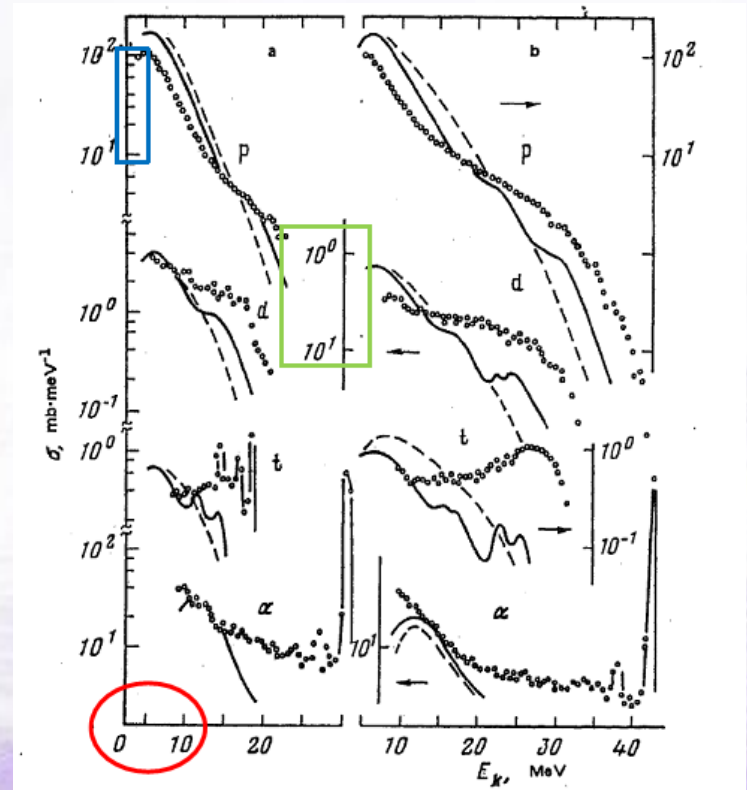 10² a b 10²
10¹ p p 10¹
10⁰
d d
10⁰ 10¹
σ, mb·meV⁻¹
10⁻¹
10⁰ t t 10⁰
10⁻¹
10²
α α
10¹ 10¹
0 10 20 10 20 30 40
E_k, MeV